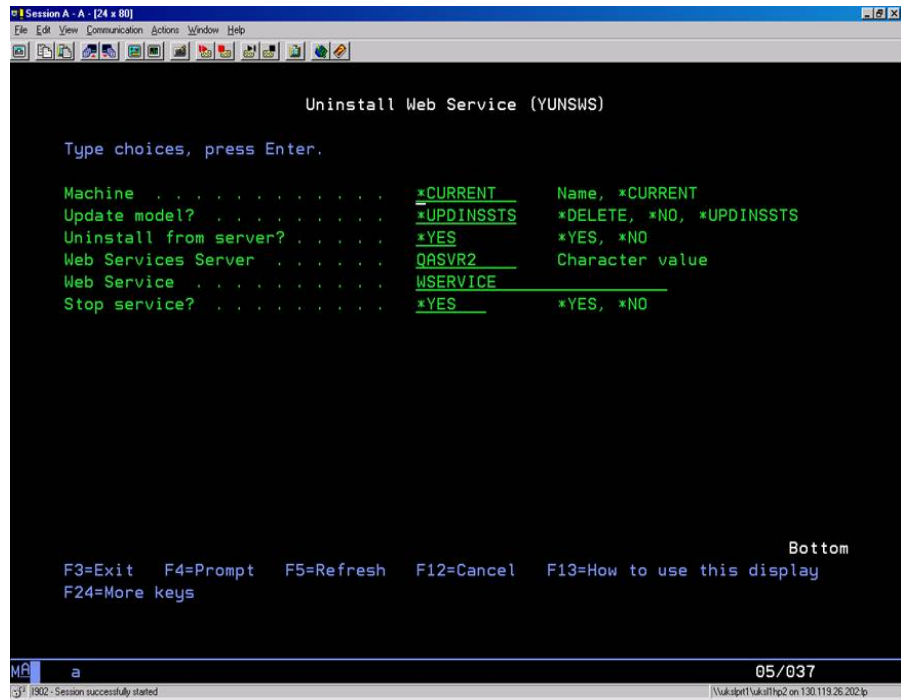 Session A - A - [24 x 80]
File Edit View Communication Actions Window Help
Uninstall Web Service (YUNSWS)
Type choices, press Enter.
Machine . . . . . . . . . . . . *CURRENT Name, *CURRENT
Update model? . . . . . . . . . *UPDINSSTS *DELETE, *NO, *UPDINSSTS
Uninstall from server? . . . . . *YES *YES, *NO
Web Services Server . . . . . . QASVR2 Character value
Web Service . . . . . . . . . . WSERVICE
Stop service? . . . . . . . . . *YES *YES, *NO
Bottom
F3=Exit F4=Prompt F5=Refresh F12=Cancel F13=How to use this display
F24=More keys
MA a 05/037
I902 - Session successfully started